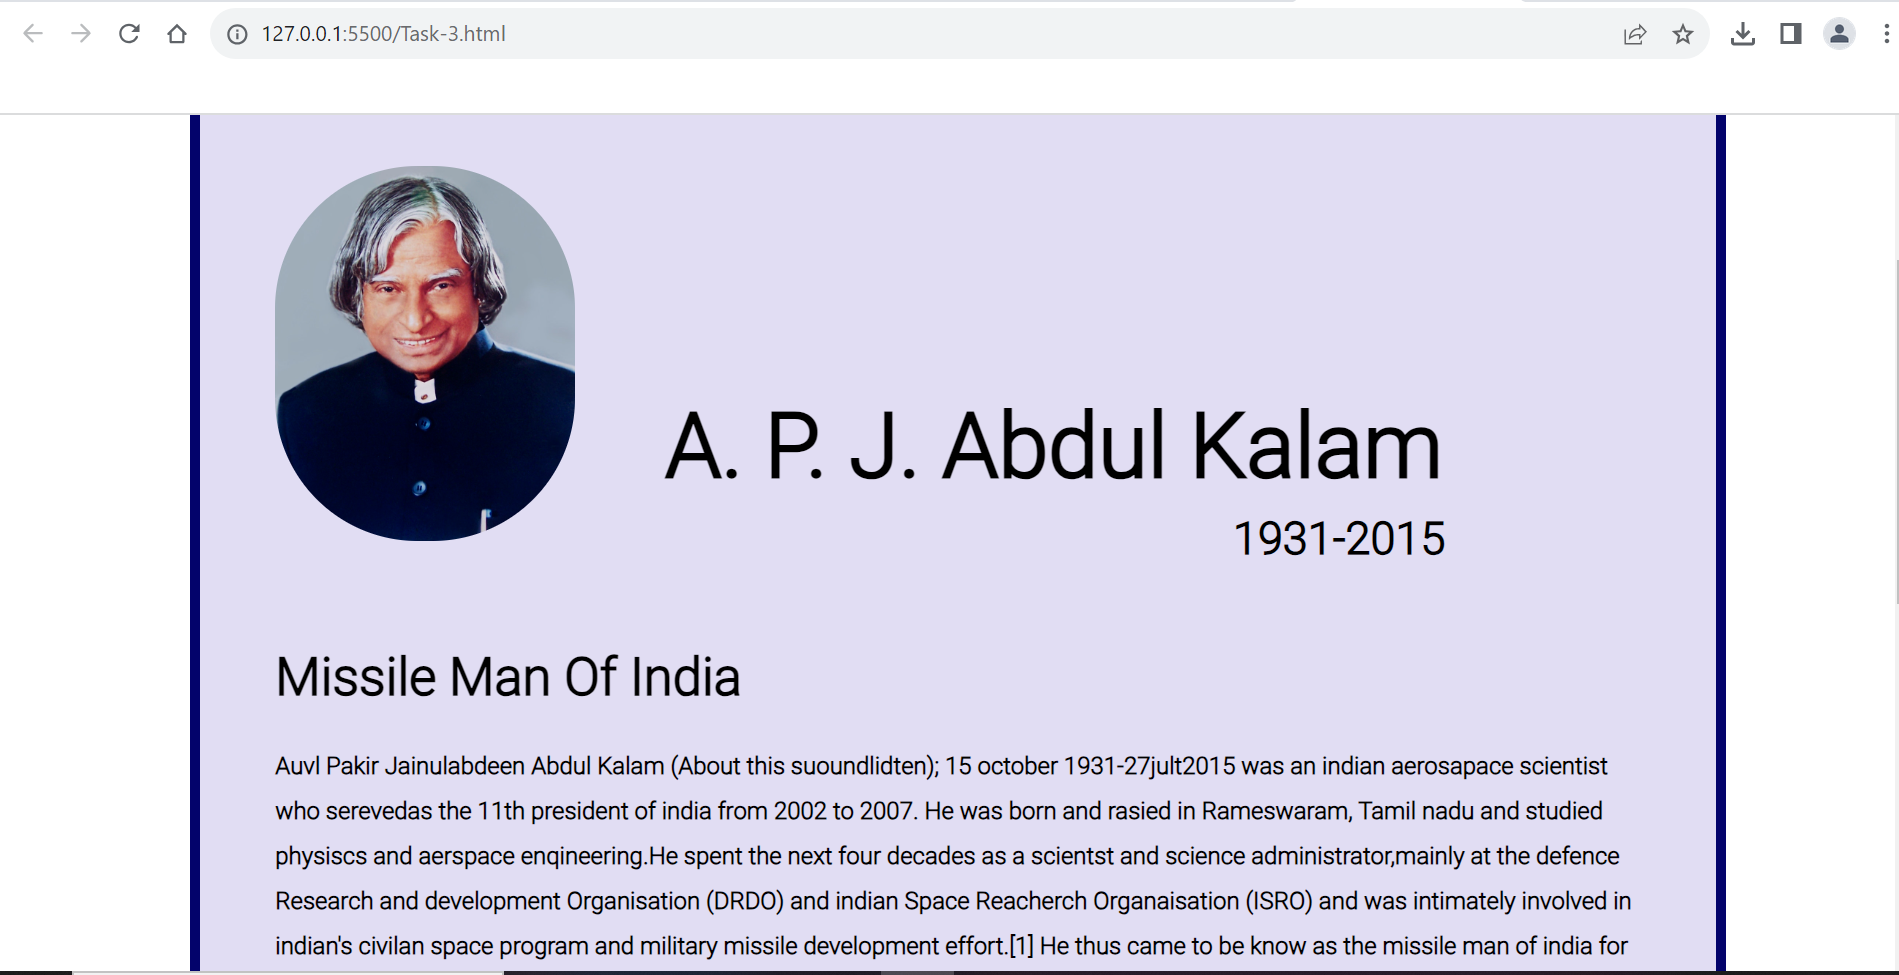 127.0.0.1:5500/Task-3.html
A. P. J. Abdul Kalam
1931-2015
Missile Man Of India
Auvl Pakir Jainulabdeen Abdul Kalam (About this suoundlidten); 15 october 1931-27jult2015 was an indian aerosapace scientist
who serevedas the 11th president of india from 2002 to 2007. He was born and rasied in Rameswaram, Tamil nadu and studied
physiscs and aerspace enqineering.He spent the next four decades as a scientst and science administrator,mainly at the defence
Research and development Organisation (DRDO) and indian Space Reacherch Organaisation (ISRO) and was intimately involved in
indian's civilan space program and military missile development effort.[1] He thus came to be know as the missile man of india for